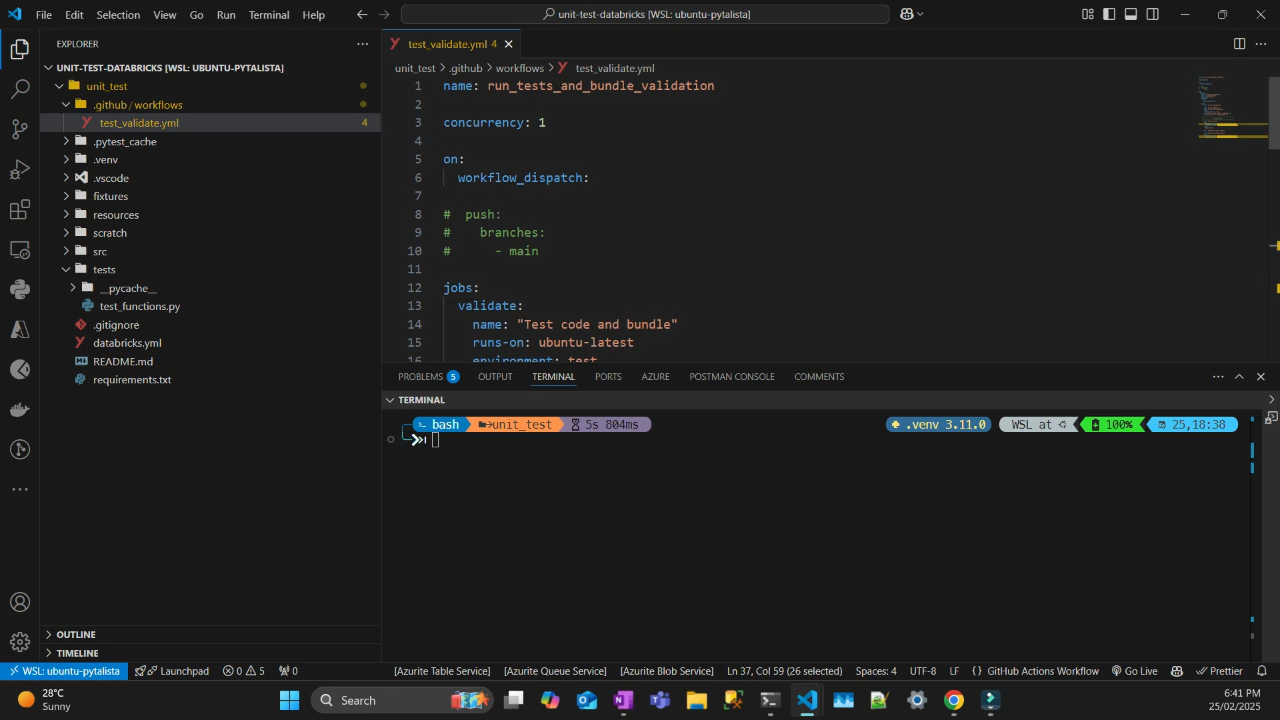 File Edit Selection View Go Run Terminal Help
unit-test-databricks [WSL: ubuntu-pytalista]
EXPLORER
UNIT-TEST-DATABRICKS [WSL: UBUNTU-PYTALISTA]
unit_test
.github / workflows
test_validate.yml 4
.pytest_cache
.venv
.vscode
fixtures
resources
scratch
src
tests
__pycache__
test_functions.py
.gitignore
databricks.yml
README.md
requirements.txt
OUTLINE
TIMELINE
test_validate.yml 4
unit_test > .github > workflows > test_validate.yml
1 name: run_tests_and_bundle_validation
2
3 concurrency: 1
4
5 on:
6 workflow_dispatch:
7
8 # push:
9 # branches:
10 # - main
11
12 jobs:
13 validate:
14 name: "Test code and bundle"
15 runs-on: ubuntu-latest
16 environment: test
PROBLEMS 5 OUTPUT TERMINAL PORTS AZURE POSTMAN CONSOLE COMMENTS
TERMINAL
bash unit_test 5s 804ms .venv 3.11.0 WSL at 100% 25,18:38
WSL: ubuntu-pytalista Launchpad 0 5 0 [Azurite Table Service] [Azurite Queue Service] [Azurite Blob Service] Ln 37, Col 59 (26 selected) Spaces: 4 UTF-8 LF {} GitHub Actions Workflow Go Live Prettier
28°C
Sunny
Search
6:41 PM
25/02/2025